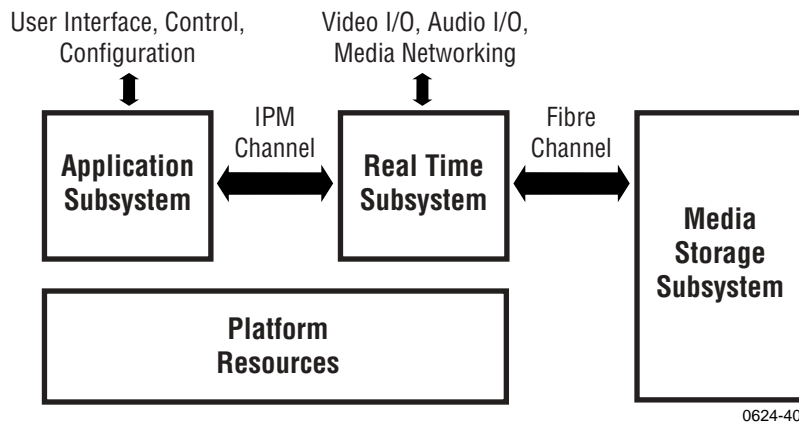 User Interface, Control,
Configuration
Video I/O, Audio I/O,
Media Networking
Application
Subsystem
IPM
Channel
Real Time
Subsystem
Fibre
Channel
Media
Storage
Subsystem
Platform
Resources
0624-40